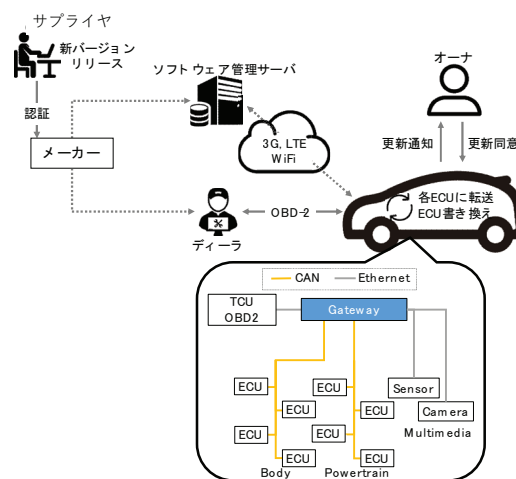 サプライヤ
新バージョン
リリース
認証
メーカー
ソフトウェア管理サーバ
3G, LTE
WiFi
オーナ
更新通知
更新同意
各ECUに転送
ECU書き換え
OBD-2
ディーラ
CAN
Ethernet
TCU
OBD2
Gateway
ECU
ECU
ECU
ECU
ECU
ECU
ECU
ECU
Sensor
Camera
Multimedia
Body
Powertrain